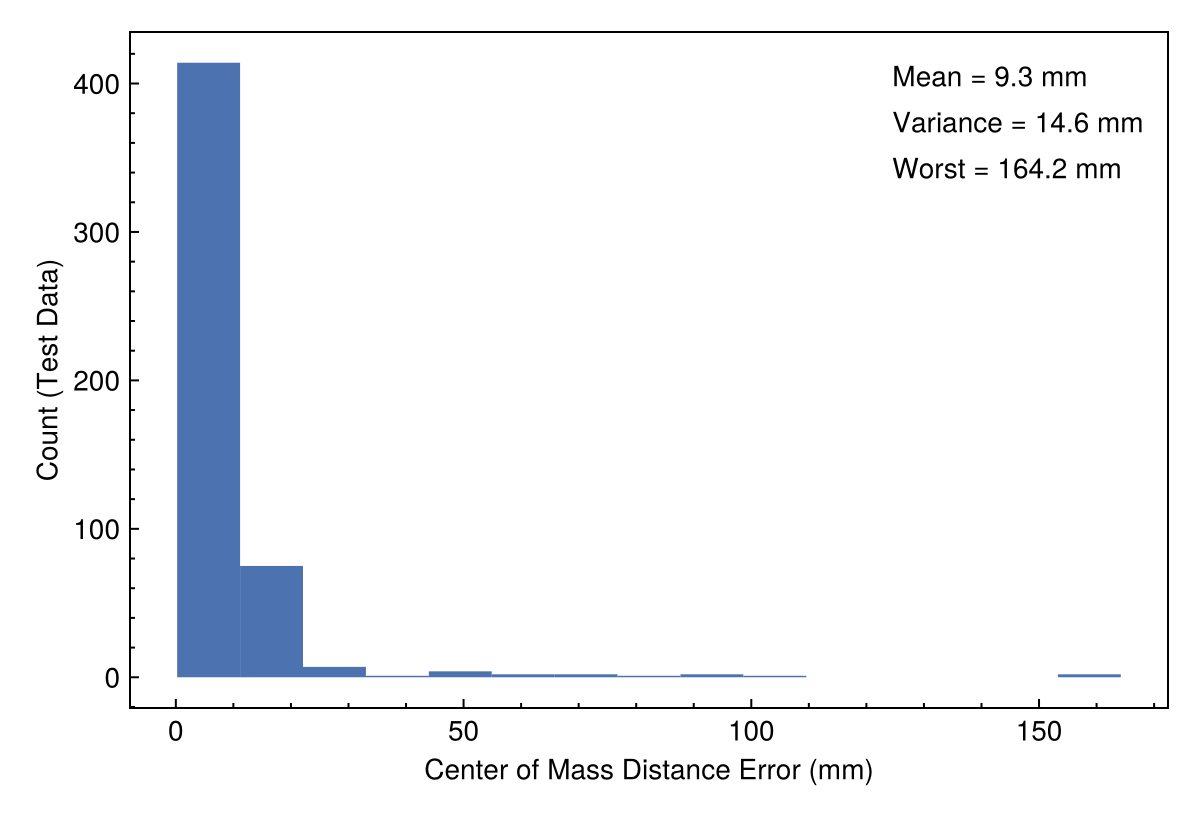 Mean = 9.3 mm
Variance = 14.6 mm
Worst = 164.2 mm
Count (Test Data)
400
300
200
100
0
0 50 100 150
Center of Mass Distance Error (mm)